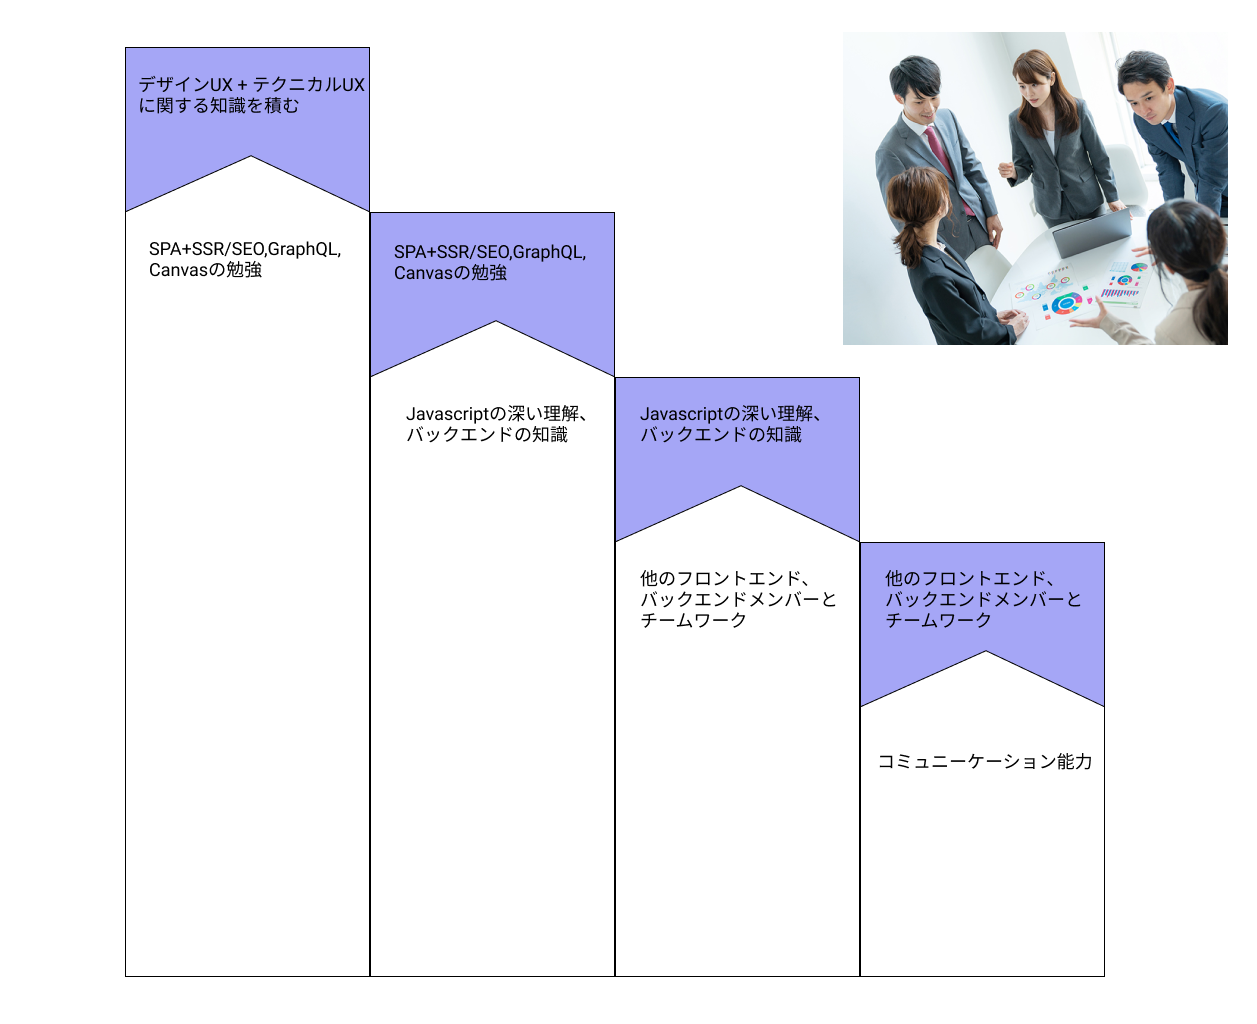 デザインUX + テクニカルUX
に関する知識を積む
SPA+SSR/SEO,GraphQL,
Canvasの勉強
SPA+SSR/SEO,GraphQL,
Canvasの勉強
Javascriptの深い理解、
バックエンドの知識
Javascriptの深い理解、
バックエンドの知識
他のフロントエンド、
バックエンドメンバーと
チームワーク
他のフロントエンド、
バックエンドメンバーと
チームワーク
コミュニーケーション能力